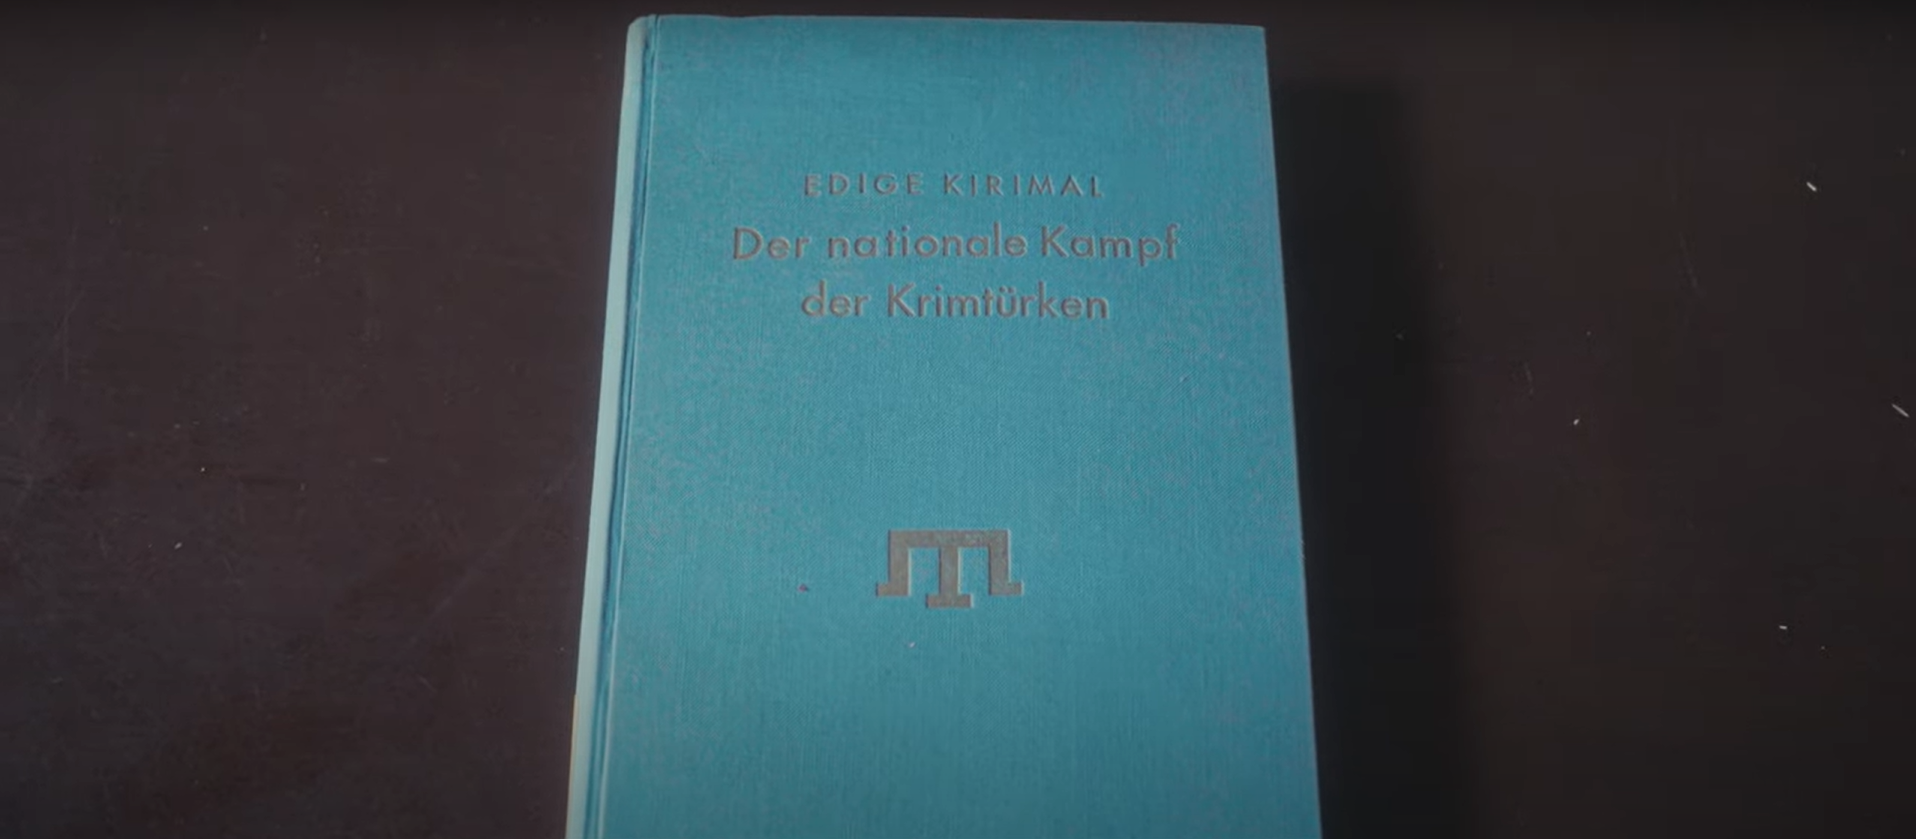 EDIGE KIRIMAL
Der nationale Kampf
der Krimtürken